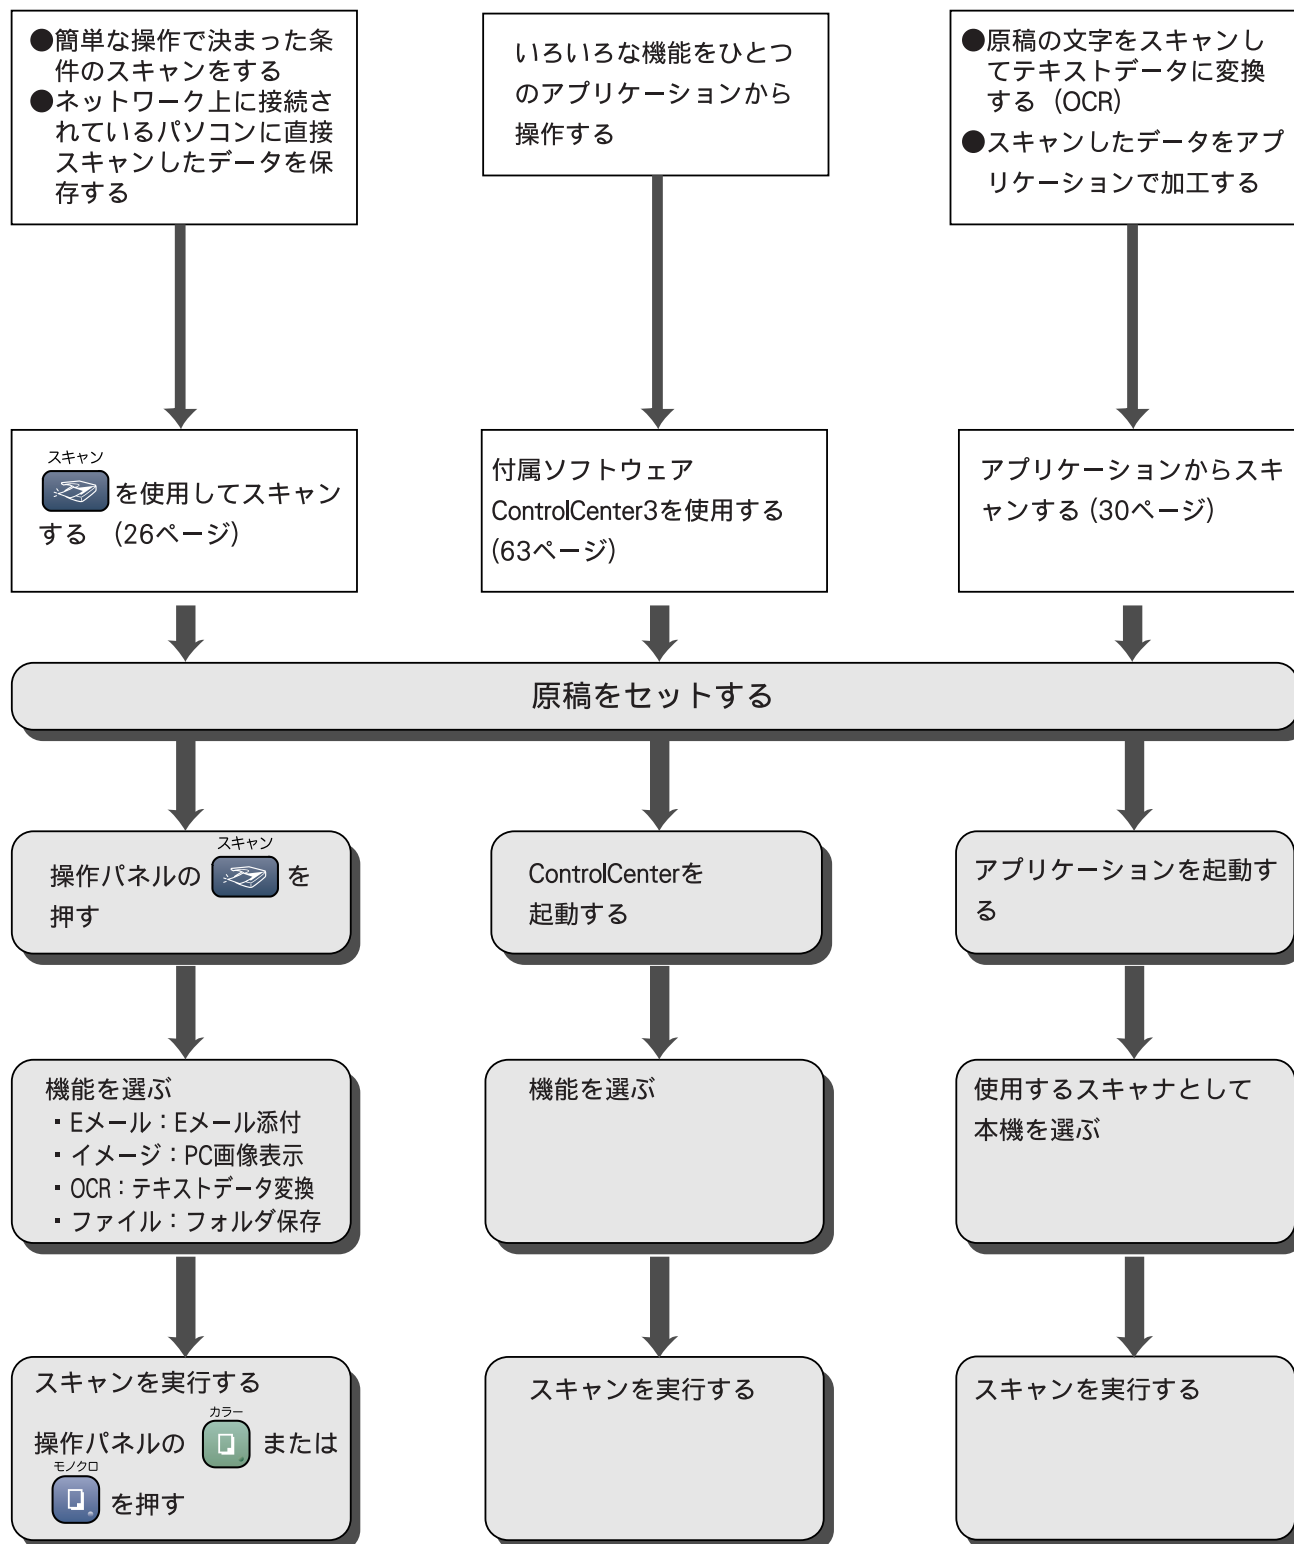 ●簡単な操作で決まった条
件のスキャンをする
●ネットワーク上に接続さ
れているパソコンに直接
スキャンしたデータを保
存する
いろいろな機能をひとつ
のアプリケーションから
操作する
●原稿の文字をスキャンし
てテキストデータに変換
する（OCR）
●スキャンしたデータをアプ
リケーションで加工する
スキャン
を使用してスキャン
する （26ページ）
付属ソフトウェア
ControlCenter3を使用する
（63ページ）
アプリケーションからスキ
ャンする（30ページ）
原稿をセットする
スキャン
操作パネルの を
押す
ControlCenterを
起動する
アプリケーションを起動す
る
機能を選ぶ
・Eメール：Eメール添付
・イメージ：PC画像表示
・OCR：テキストデータ変換
・ファイル：フォルダ保存
機能を選ぶ
使用するスキャナとして
本機を選ぶ
スキャンを実行する
カラー
操作パネルの または
モノクロ
を押す
スキャンを実行する
スキャンを実行する